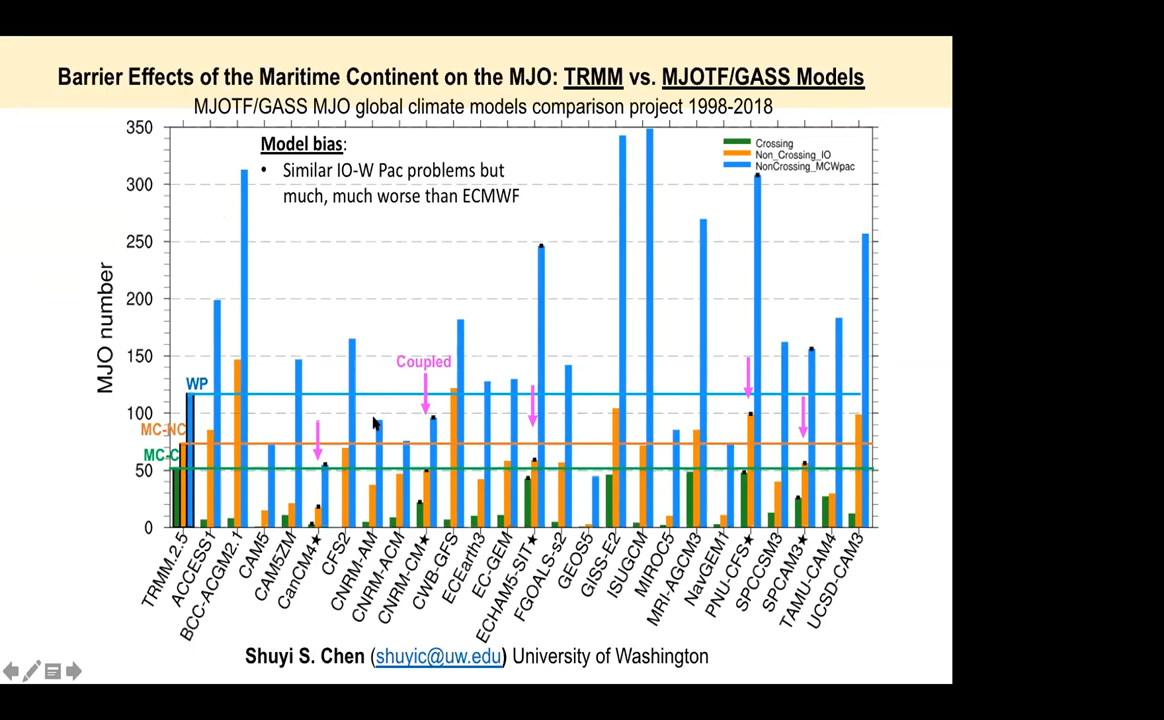 Barrier Effects of the Maritime Continent on the MJO: TRMM vs. MJOTF/GASS Models
MJOTF/GASS MJO global climate models comparison project 1998-2018
Model bias:
• Similar IO-W Pac problems but
much, much worse than ECMWF
Crossing
Non_Crossing_IO
NonCrossing_MCWpac
MJO number
350
300
250
200
150
100
50
0
WP
MC-NC
MC-C
Coupled
TRMM.2.5
ACCESS1
BCC-ACGM2.1
CAM5
CAM5ZM
CanCM4★
CFS2
CNRM-AM
CNRM-ACM
CNRM-CM★
CWB-GFS
ECEarth3
EC-GEM
ECHAM5-SIT★
FGOALS-s2
GEOS5
GISS-E2
ISUGCM
MIROC5
MRI-AGCM3
NavGEM1
PNU-CFS★
SPCCSM3
SPCAM3★
TAMU-CAM4
UCSD-CAM3
Shuyi S. Chen (shuyic@uw.edu) University of Washington